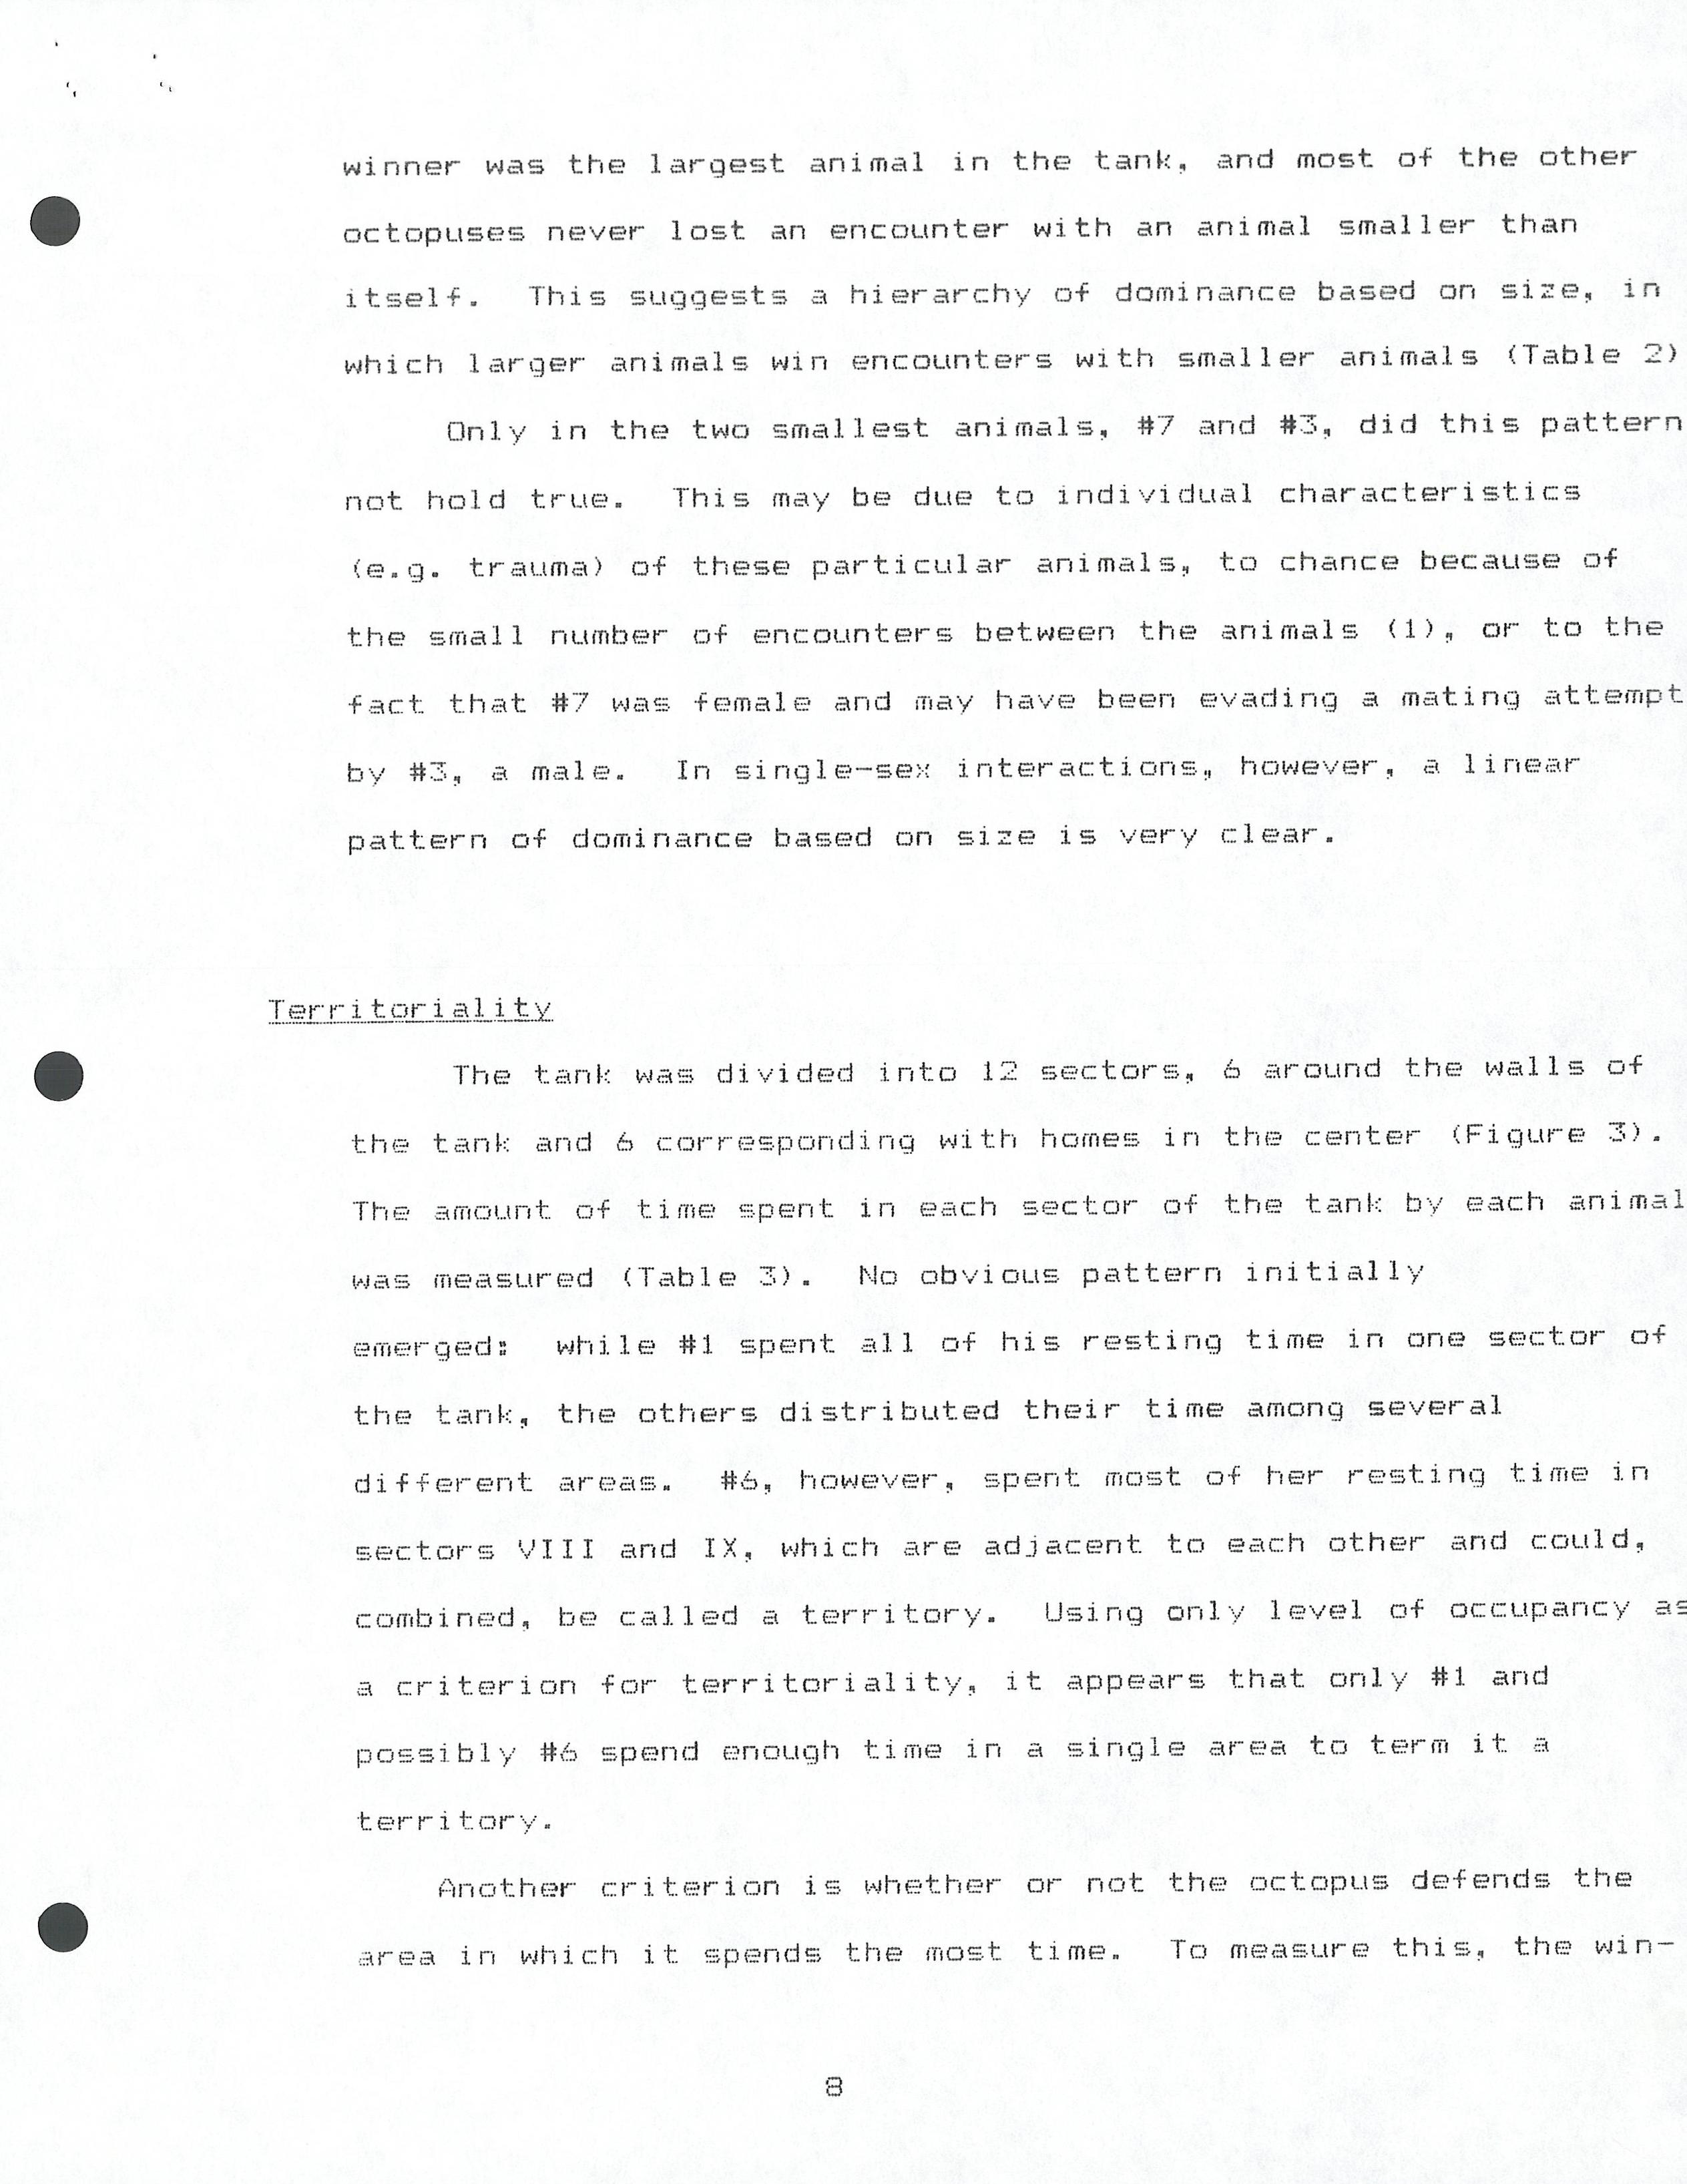 winner was the largest animal in the tank, and most of the other
octopuses never lost an encounter with an animal smaller than
itself.  This suggests a hierarchy of dominance based on size, in
which larger animals win encounters with smaller animals (Table 2)
Only in the two smallest animals, #7 and #3, did this pattern
not hold true.  This may be due to individual characteristics
(e.g. trauma) of these particular animals, to chance because of
the small number of encounters between the animals (1), or to the
fact that #7 was female and may have been evading a mating attempt
by #3, a male.  In single-sex interactions, however, a linear
pattern of dominance based on size is very clear.
Territoriality
The tank was divided into 12 sectors, 6 around the walls of
the tank and 6 corresponding with homes in the center (Figure 3).
The amount of time spent in each sector of the tank by each animal
was measured (Table 3).  No obvious pattern initially
emerged:  while #1 spent all of his resting time in one sector of
the tank, the others distributed their time among several
different areas.  #6, however, spent most of her resting time in
sectors VIII and IX, which are adjacent to each other and could,
combined, be called a territory.  Using only level of occupancy as
a criterion for territoriality, it appears that only #1 and
possibly #6 spend enough time in a single area to term it a
territory.
Another criterion is whether or not the octopus defends the
area in which it spends the most time.  To measure this, the win-
8